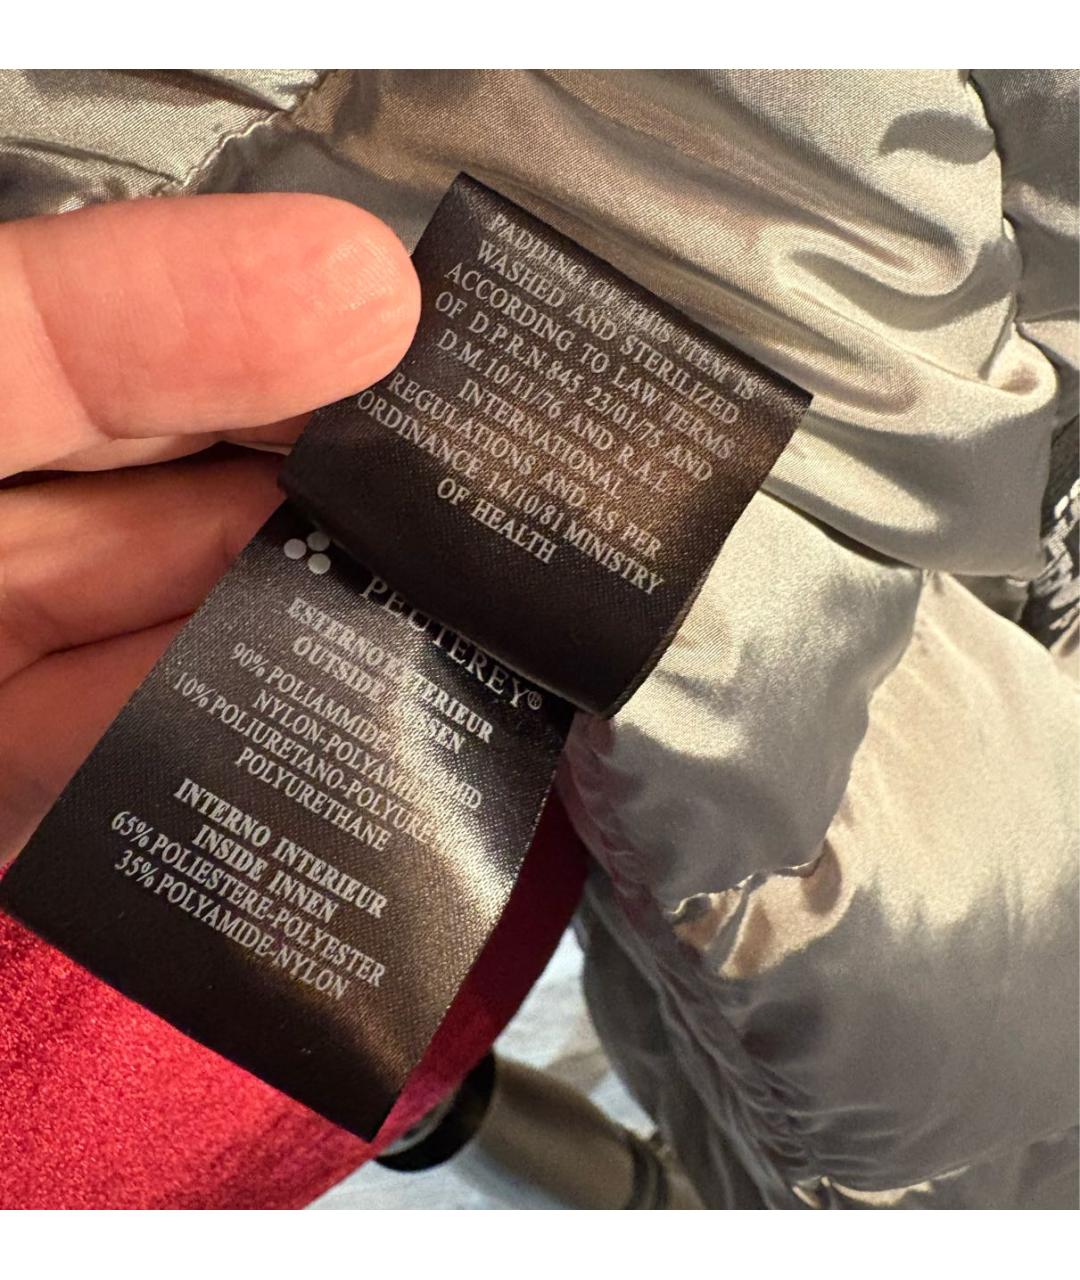 PADDING OF THIS ITEM IS
WASHED AND STERILIZED
ACCORDING TO LAW TERMS
OF D.P.R.N.845 23/01/75 AND
D.M.10/11/76 AND R.A.L.
INTERNATIONAL
REGULATIONS AND AS PER
ORDINANCE 14/10/81 MINISTRY
OF HEALTH
PEUTEREY®
ESTERNO EXTERIEUR
OUTSIDE AUSSEN
90% POLIAMMIDE
NYLON-POLYAMID
10% POLIURETANO-POLYURE
POLYURETHANE
INTERNO INTERIEUR
INSIDE INNEN
65% POLIESTERE-POLYESTER
35% POLYAMIDE-NYLON